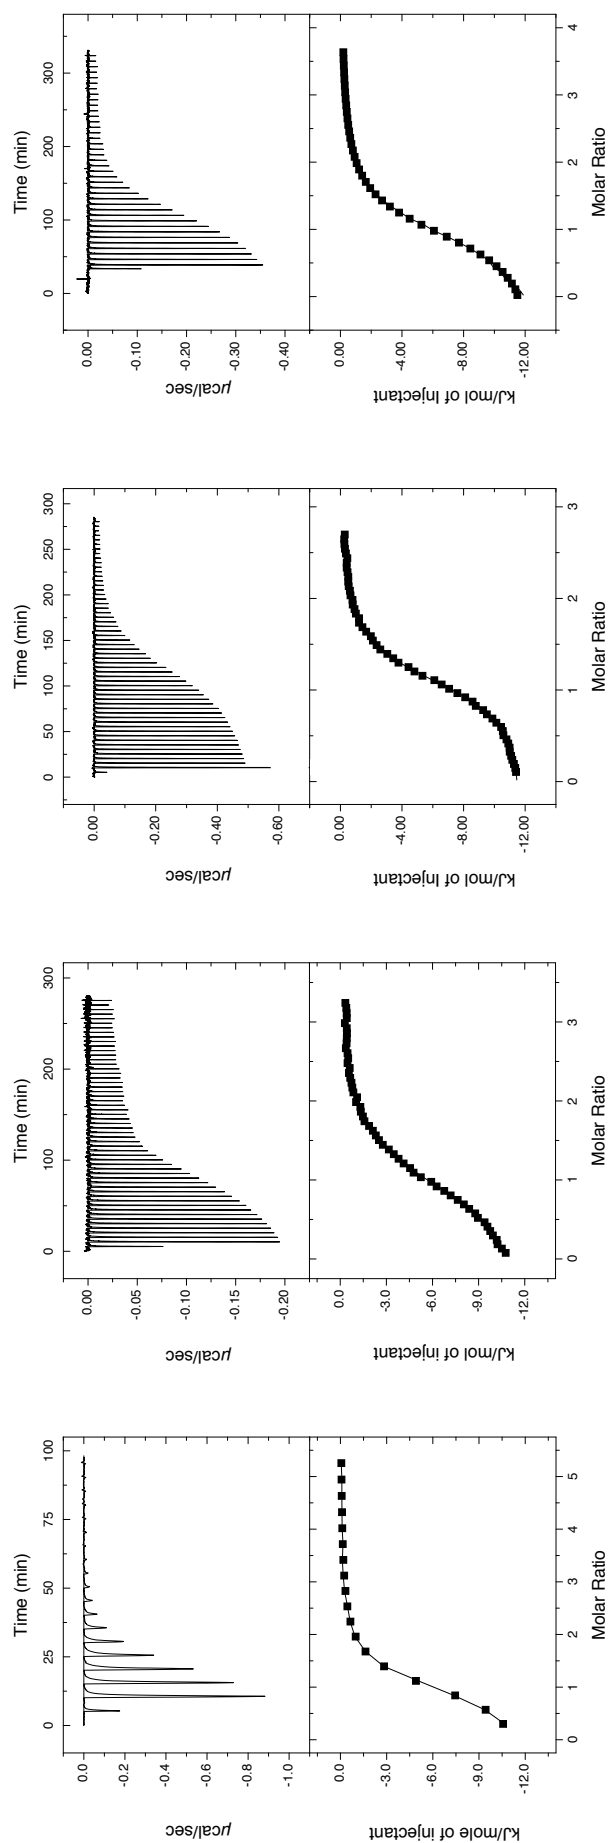 Time (min)
0 25 50 75 100
0.0
-0.2
-0.4
-0.6
-0.8
-1.0
µcal/sec
0.0
-3.0
-6.0
-9.0
-12.0
kJ/mole of injectant
0 1 2 3 4 5
Molar Ratio
Time (min)
0 100 200 300
0.00
-0.05
-0.10
-0.15
-0.20
µcal/sec
0.0
-3.0
-6.0
-9.0
-12.0
kJ/mol of injectant
0 1 2 3
Molar Ratio
Time (min)
0 50 100 150 200 250 300
0.00
-0.20
-0.40
-0.60
µcal/sec
0.00
-4.00
-8.00
-12.00
kJ/mol of Injectant
0 1 2 3
Molar Ratio
Time (min)
0 100 200 300
0.00
-0.10
-0.20
-0.30
-0.40
µcal/sec
0.00
-4.00
-8.00
-12.00
kJ/mol of Injectant
0 1 2 3 4
Molar Ratio